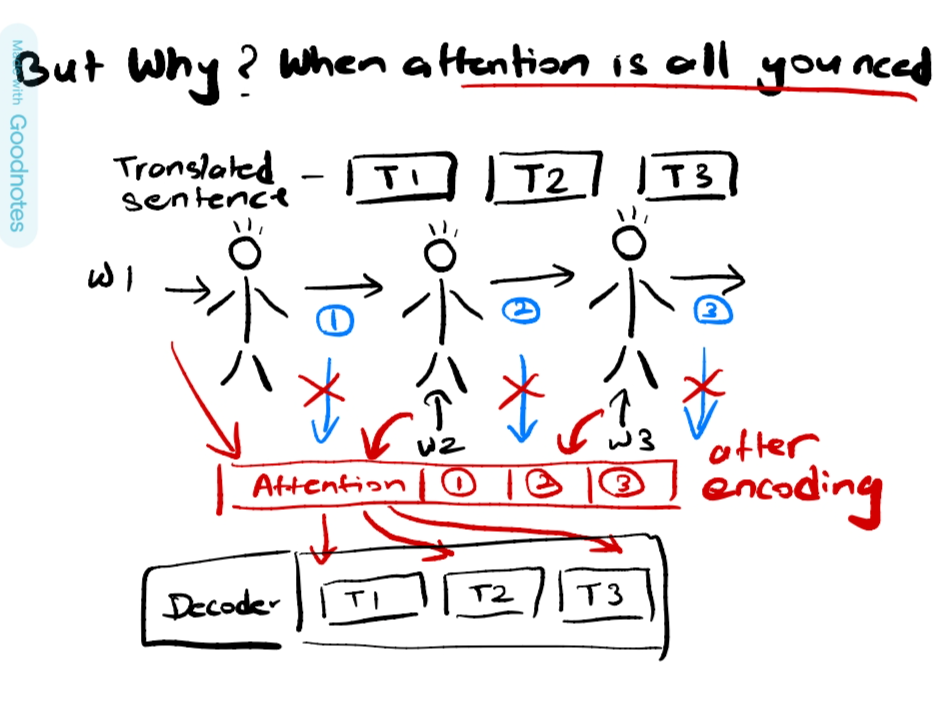 Made with Goodnotes
But Why? When attention is all you need
Translated sentence - T1 T2 T3
W1
1 2 3
W2 W3
Attention 1 2 3
after encoding
Decoder T1 T2 T3